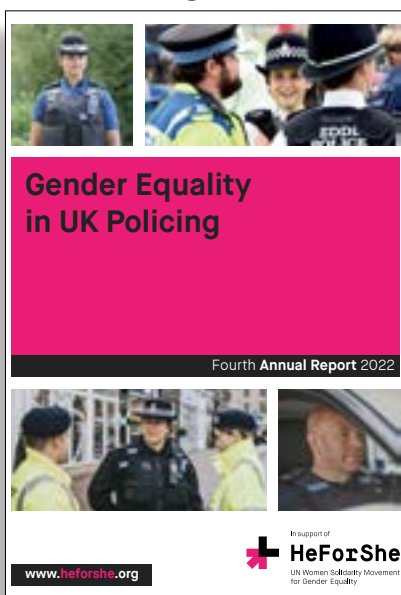 Gender Equality
in UK Policing
Fourth Annual Report 2022
www.heforshe.org
In support of
HeForShe
UN Women Solidarity Movement
for Gender Equality